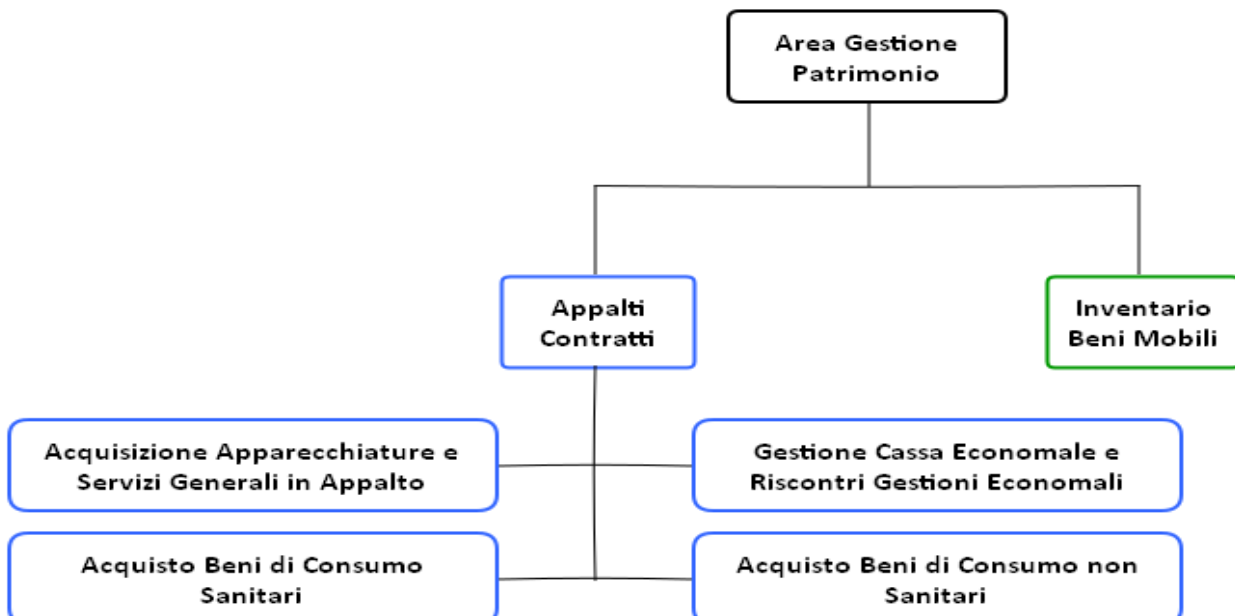 Area Gestione
Patrimonio
Appalti
Contratti
Inventario
Beni Mobili
Acquisizione Apparecchiature e
Servizi Generali in Appalto
Gestione Cassa Economale e
Riscontri Gestioni Economali
Acquisto Beni di Consumo
Sanitari
Acquisto Beni di Consumo non
Sanitari